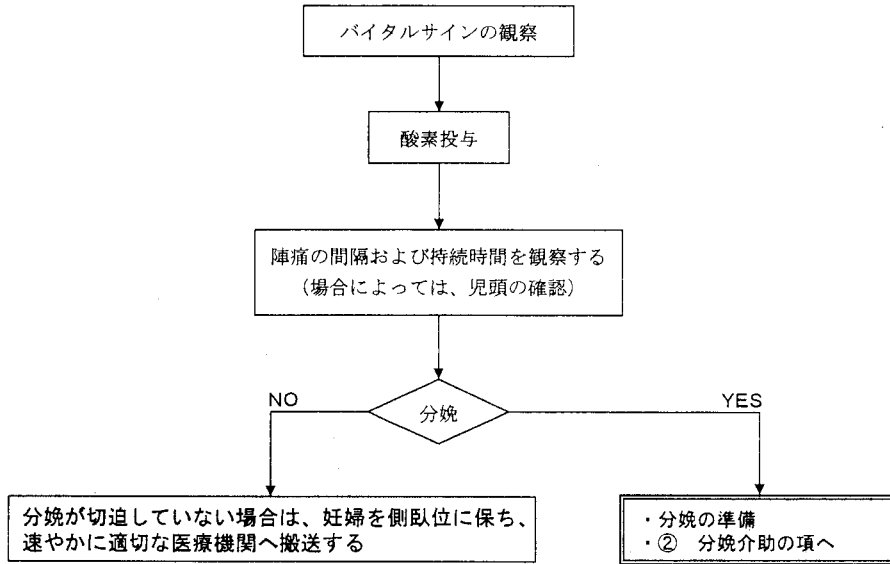 バイタルサインの観察
酸素投与
陣痛の間隔および持続時間を観察する
(場合によっては、児頭の確認)
分娩
NO
YES
分娩が切迫していない場合は、妊婦を側臥位に保ち、
速やかに適切な医療機関へ搬送する
・分娩の準備
・② 分娩介助の項へ